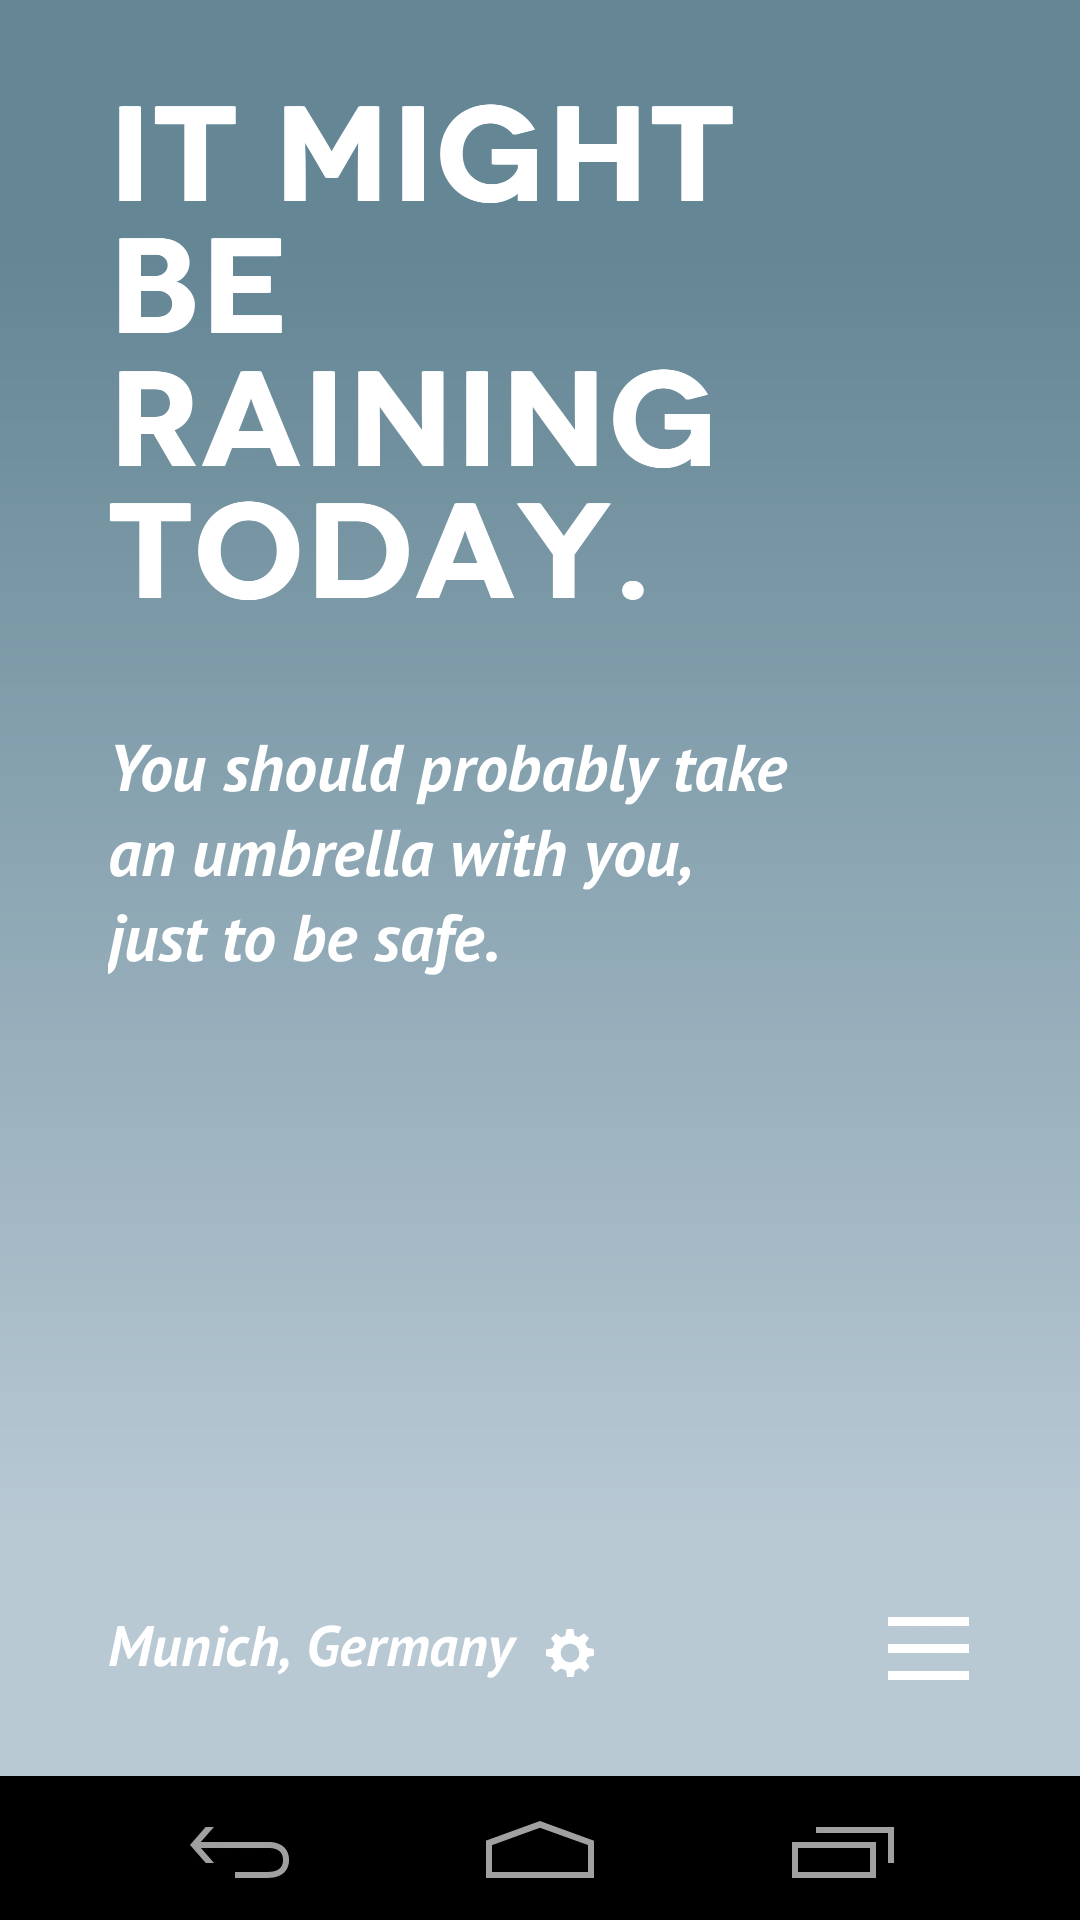 IT MIGHT
BE
RAINING
TODAY.
You should probably take
an umbrella with you,
just to be safe.
Munich, Germany